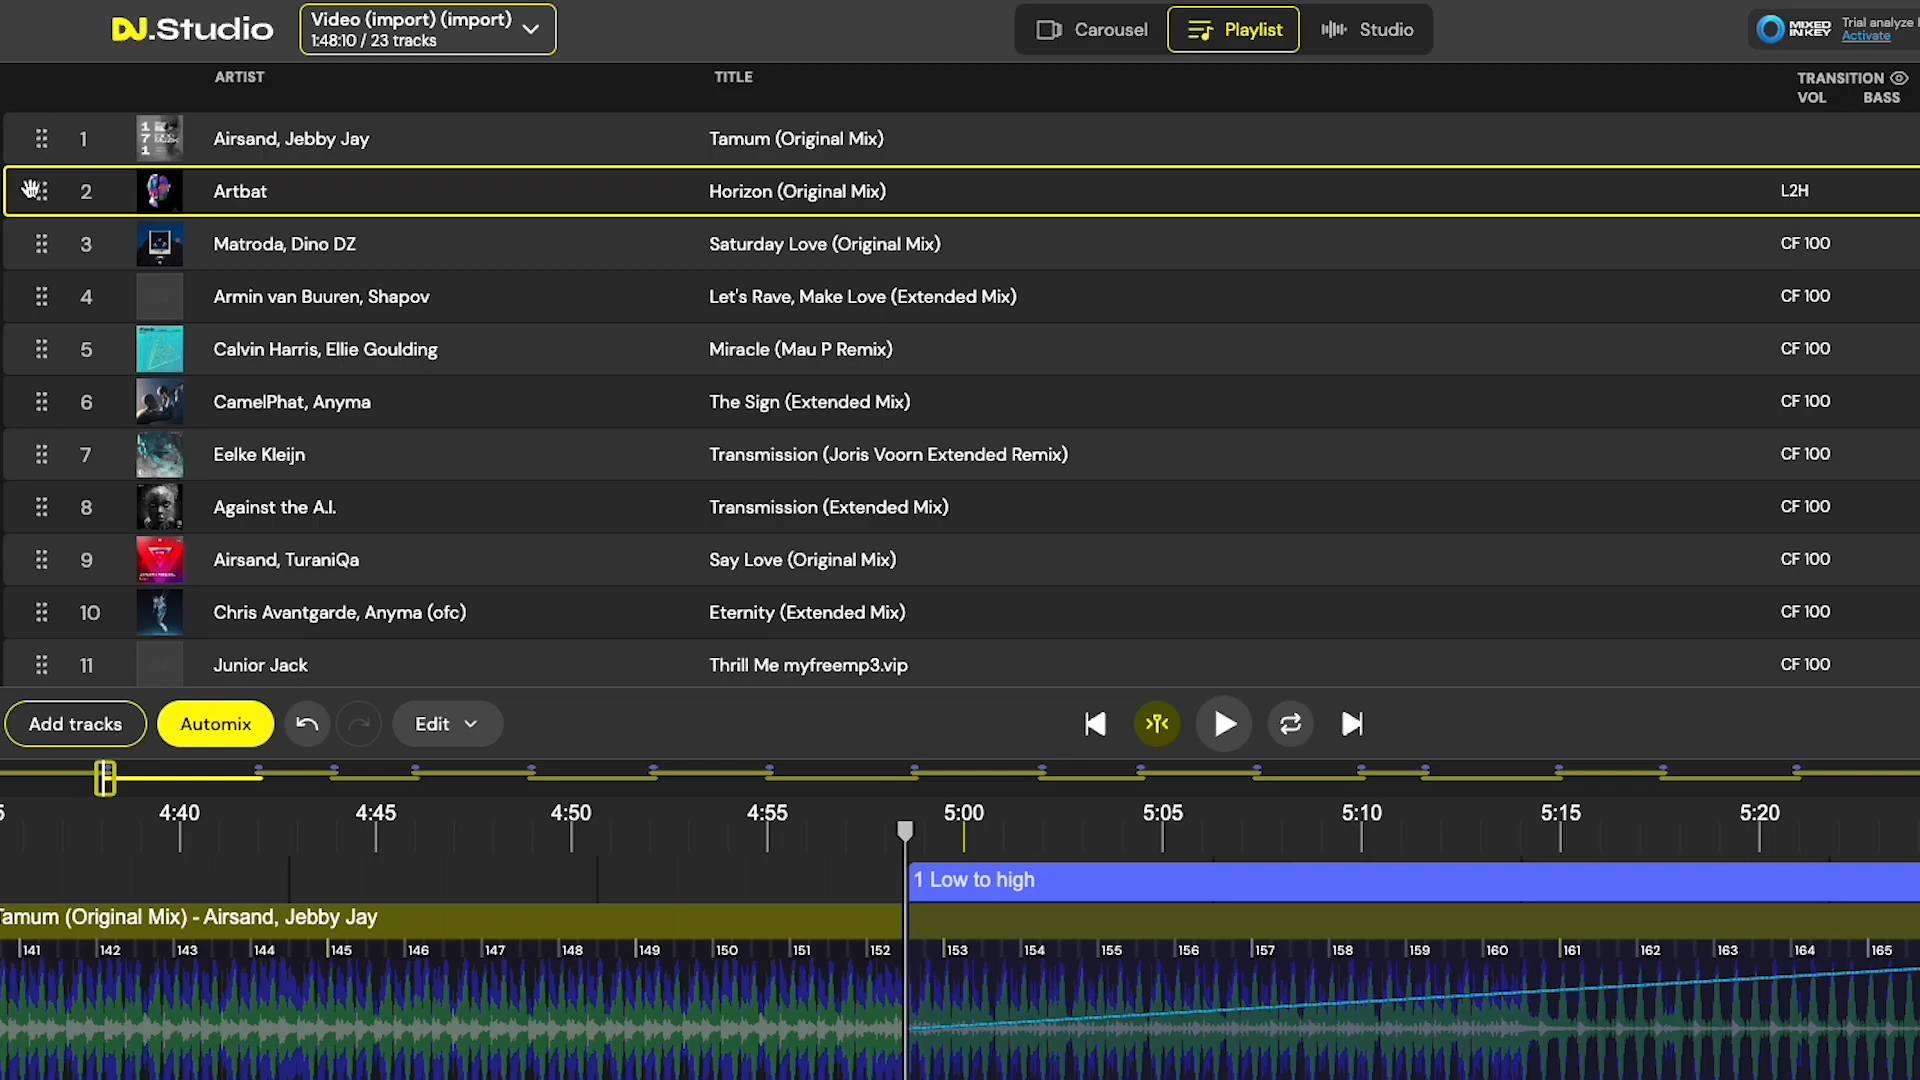 DJ.Studio
Video (import) (import)
1:48:10 / 23 tracks
Carousel
Playlist
Studio
MIXED IN KEY
Trial analyze
Activate
ARTIST TITLE TRANSITION
VOL BASS
1 Airsand, Jebby Jay Tamum (Original Mix)
2 Artbat Horizon (Original Mix) L2H
3 Matroda, Dino DZ Saturday Love (Original Mix) CF 100
4 Armin van Buuren, Shapov Let's Rave, Make Love (Extended Mix) CF 100
5 Calvin Harris, Ellie Goulding Miracle (Mau P Remix) CF 100
6 CamelPhat, Anyma The Sign (Extended Mix) CF 100
7 Eelke Kleijn Transmission (Joris Voorn Extended Remix) CF 100
8 Against the A.I. Transmission (Extended Mix) CF 100
9 Airsand, TuraniQa Say Love (Original Mix) CF 100
10 Chris Avantgarde, Anyma (ofc) Eternity (Extended Mix) CF 100
11 Junior Jack Thrill Me myfreemp3.vip CF 100
Add tracks Automix Edit
5 4:40 4:45 4:50 4:55 5:00 5:05 5:10 5:15 5:20
1 Low to high
Tamum (Original Mix) - Airsand, Jebby Jay
141 142 143 144 145 146 147 148 149 150 151 152 153 154 155 156 157 158 159 160 161 162 163 164 165